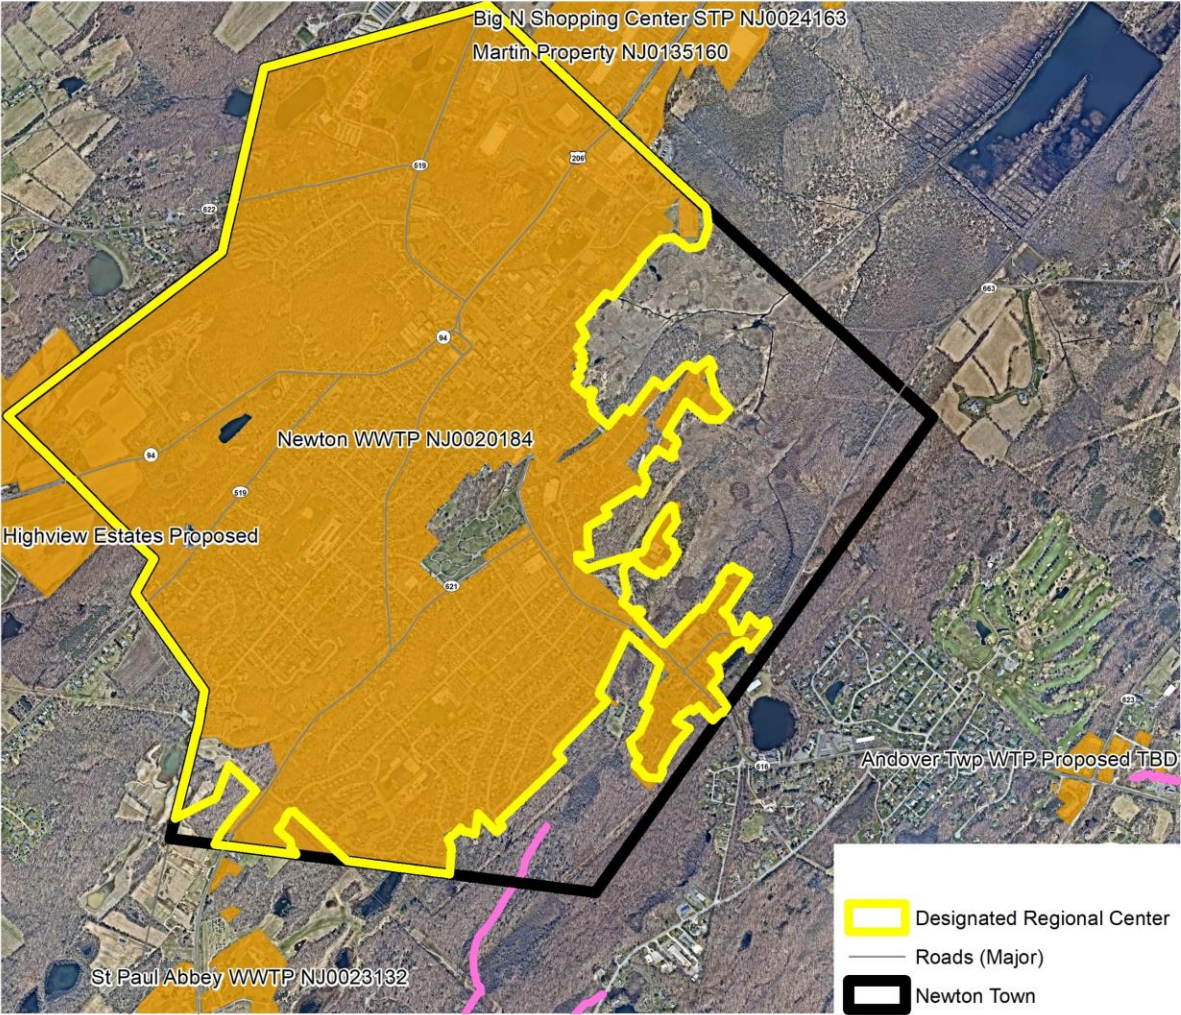 Big N Shopping Center STP NJ0024163
Martin Property NJ0135160
206
519
622
663
94
Newton WWTP NJ0020184
94
519
Highview Estates Proposed
621
623
Andover Twp WTP Proposed TBD
616
Designated Regional Center
Roads (Major)
St Paul Abbey WWTP NJ0023132
Newton Town